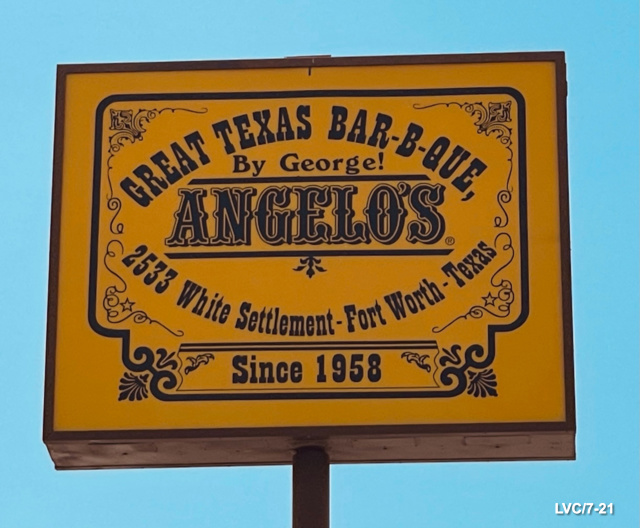 GREAT TEXAS BAR-B-QUE,
By George!
ANGELO'S®
2533 White Settlement-Fort Worth-Texas
Since 1958
LVC/7-21